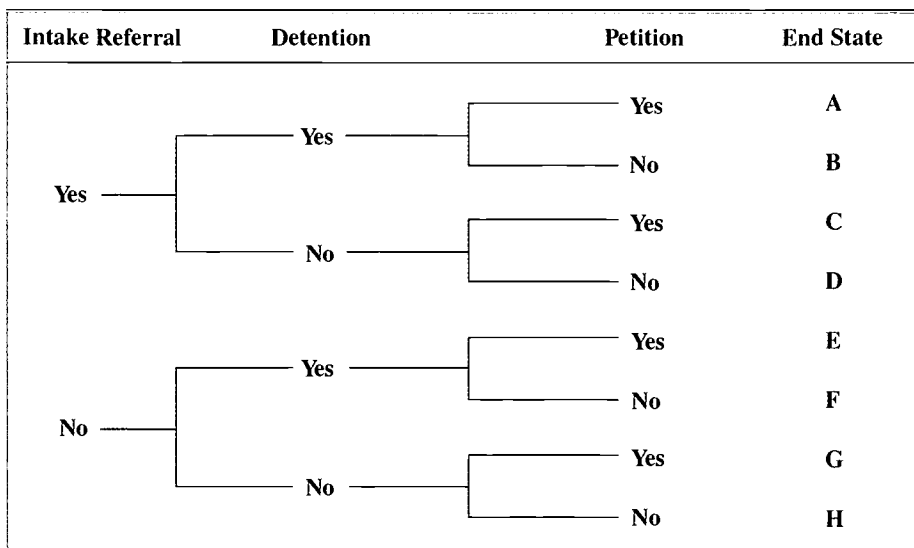 Intake Referral Detention Petition End State
Yes A
Yes
No B
Yes
Yes C
No
No D
Yes E
Yes
No F
No
Yes G
No
No H